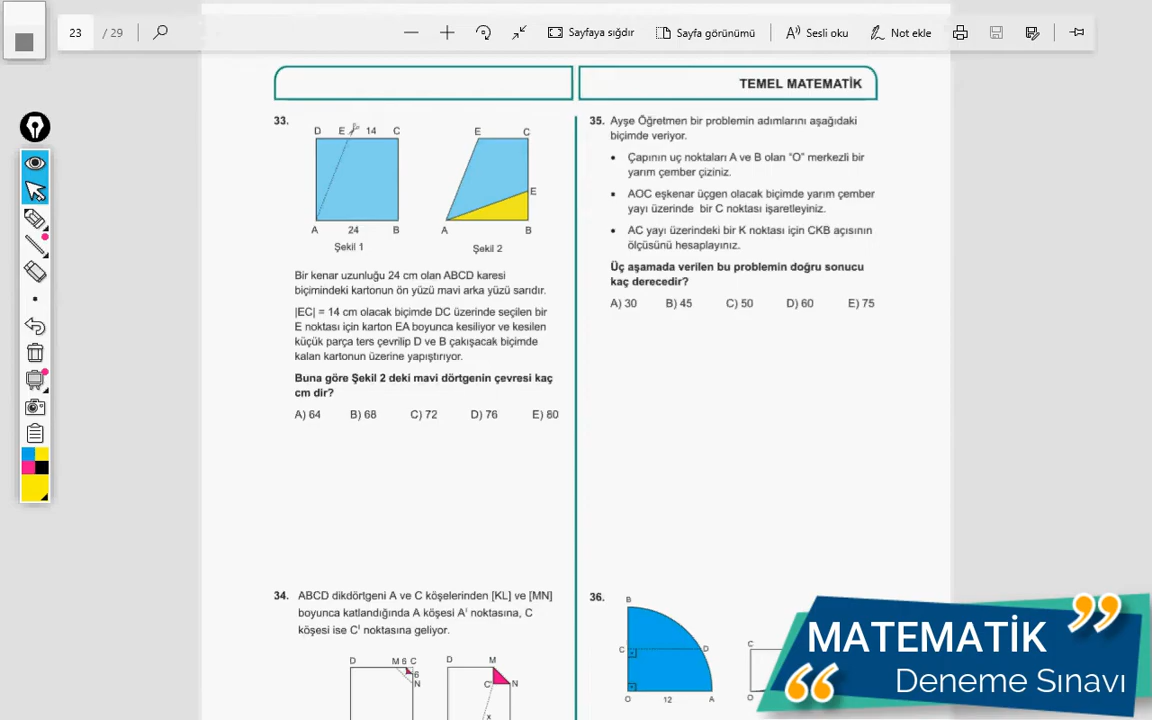 23 / 29
Sayfaya sığdır
Sayfa görünümü
A⁾⁾ Sesli oku
Not ekle
TEMEL MATEMATİK
33.
D E 14 C
A 24 B
Şekil 1
E C
E
A B
Şekil 2
Bir kenar uzunluğu 24 cm olan ABCD karesi
biçimindeki kartonun ön yüzü mavi arka yüzü sarıdır.
|EC| = 14 cm olacak biçimde DC üzerinde seçilen bir
E noktası için karton EA boyunca kesiliyor ve kesilen
küçük parça ters çevrilip D ve B çakışacak biçimde
kalan kartonun üzerine yapıştırıyor.
Buna göre Şekil 2 deki mavi dörtgenin çevresi kaç
cm dir?
A) 64 B) 68 C) 72 D) 76 E) 80
34. ABCD dikdörtgeni A ve C köşelerinden [KL] ve [MN]
boyunca katlandığında A köşesi A' noktasına, C
köşesi ise C' noktasına geliyor.
D M 6 C
6
N
D M
C' N
x
35. Ayşe Öğretmen bir problemin adımlarını aşağıdaki
biçimde veriyor.
• Çapının uç noktaları A ve B olan "O" merkezli bir
yarım çember çiziniz.
• AOC eşkenar üçgen olacak biçimde yarım çember
yayı üzerinde bir C noktası işaretleyiniz.
• AC yayı üzerindeki bir K noktası için CKB açısının
ölçüsünü hesaplayınız.
Üç aşamada verilen bu problemin doğru sonucu
kaç derecedir?
A) 30 B) 45 C) 50 D) 60 E) 75
36.
B
C D
O 12 A
C
O
MATEMATİK
Deneme Sınavı